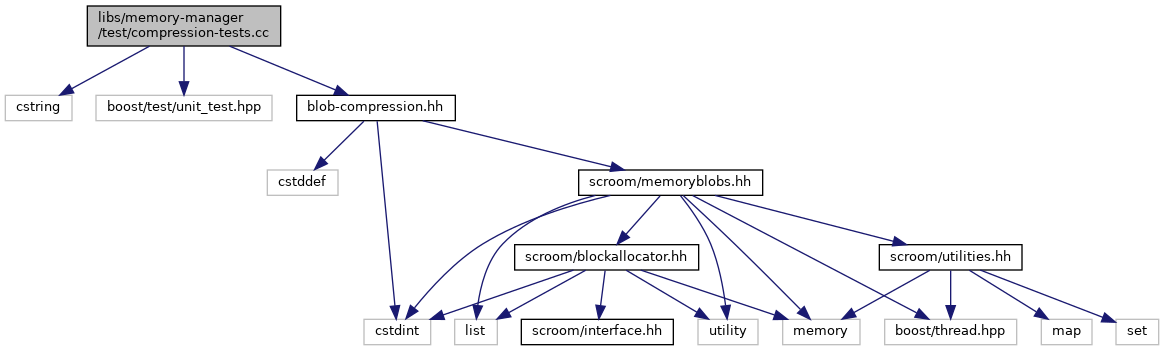 libs/memory-manager
/test/compression-tests.cc
cstring
boost/test/unit_test.hpp
blob-compression.hh
cstddef
scroom/memoryblobs.hh
scroom/blockallocator.hh
scroom/utilities.hh
cstdint
list
scroom/interface.hh
utility
memory
boost/thread.hpp
map
set